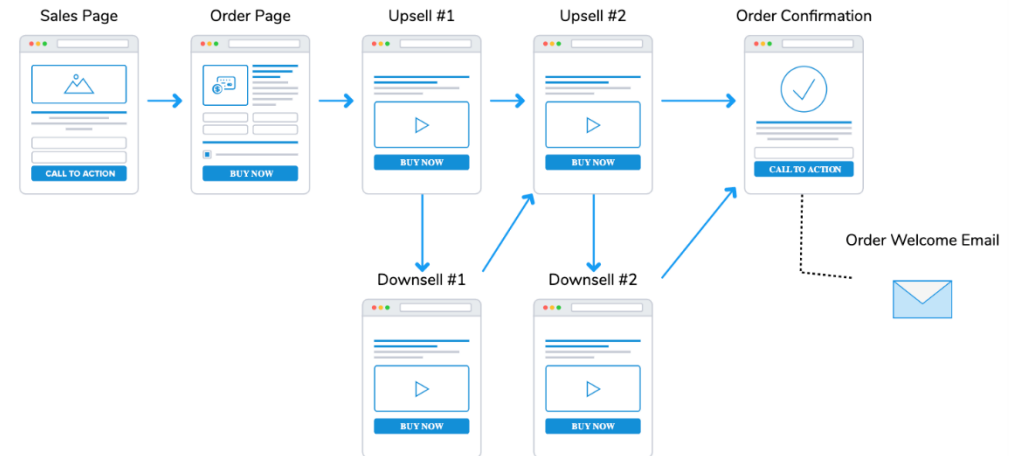 Sales Page
Order Page
Upsell #1
Upsell #2
Order Confirmation
CALL TO ACTION
BUY NOW
BUY NOW
BUY NOW
CALL TO ACTION
Order Welcome Email
Downsell #1
Downsell #2
BUY NOW
BUY NOW